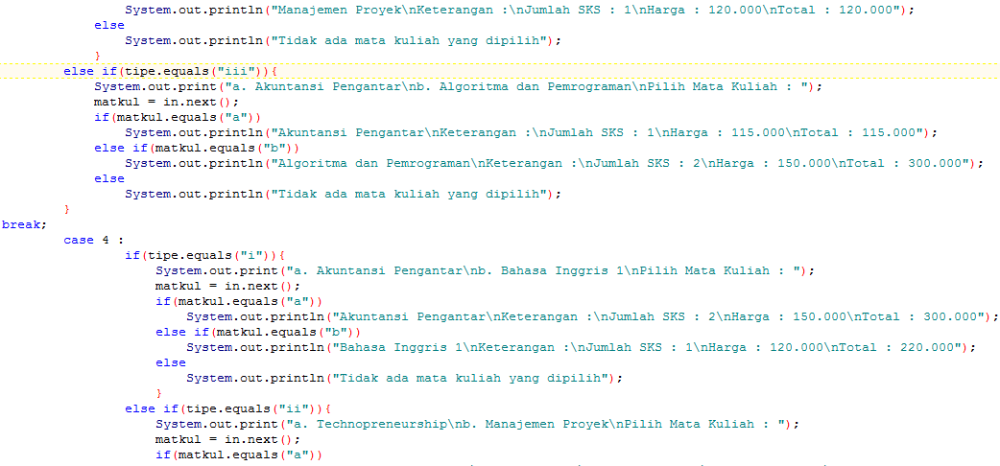 System.out.println("Manajemen Proyek\nKeterangan :\nJumlah SKS : 1\nHarga : 120.000\nTotal : 120.000");
else
System.out.println("Tidak ada mata kuliah yang dipilih");
}
else if(tipe.equals("iii")){
System.out.print("a. Akuntansi Pengantar\nb. Algoritma dan Pemrograman\nPilih Mata Kuliah : ");
matkul = in.next();
if(matkul.equals("a"))
System.out.println("Akuntansi Pengantar\nKeterangan :\nJumlah SKS : 1\nHarga : 115.000\nTotal : 115.000");
else if(matkul.equals("b"))
System.out.println("Algoritma dan Pemrograman\nKeterangan :\nJumlah SKS : 2\nHarga : 150.000\nTotal : 300.000");
else
System.out.println("Tidak ada mata kuliah yang dipilih");
}
break;
case 4 :
if(tipe.equals("i")){
System.out.print("a. Akuntansi Pengantar\nb. Bahasa Inggris 1\nPilih Mata Kuliah : ");
matkul = in.next();
if(matkul.equals("a"))
System.out.println("Akuntansi Pengantar\nKeterangan :\nJumlah SKS : 2\nHarga : 150.000\nTotal : 300.000");
else if(matkul.equals("b"))
System.out.println("Bahasa Inggris 1\nKeterangan :\nJumlah SKS : 1\nHarga : 120.000\nTotal : 220.000");
else
System.out.println("Tidak ada mata kuliah yang dipilih");
}
else if(tipe.equals("ii")){
System.out.print("a. Technopreneurship\nb. Manajemen Proyek\nPilih Mata Kuliah : ");
matkul = in.next();
if(matkul.equals("a"))